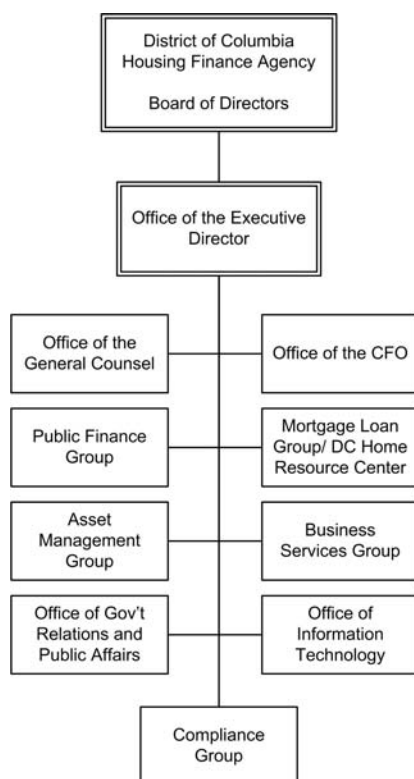 District of Columbia
Housing Finance Agency
Board of Directors
Office of the Executive
Director
Office of the
General Counsel
Office of the CFO
Public Finance
Group
Mortgage Loan
Group/ DC Home
Resource Center
Asset
Management
Group
Business
Services Group
Office of Gov't
Relations and
Public Affairs
Office of
Information
Technology
Compliance
Group